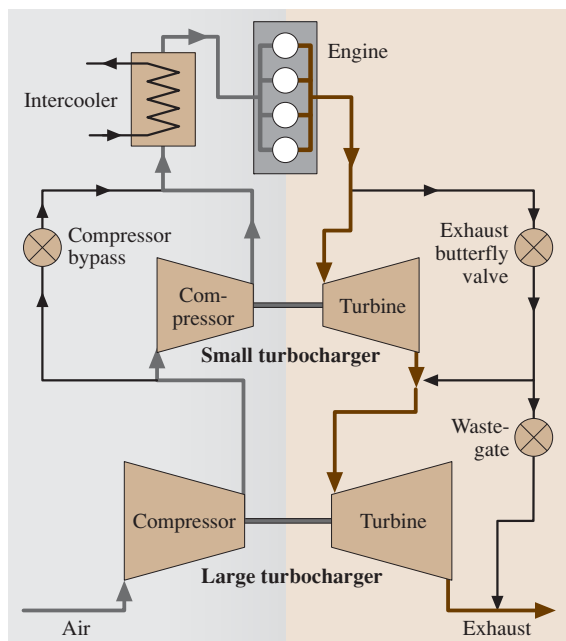 Engine
Intercooler
Compressor
bypass
Exhaust
butterfly
valve
Com-
pressor
Turbine
Small turbocharger
Waste-
gate
Compressor
Turbine
Large turbocharger
Air
Exhaust